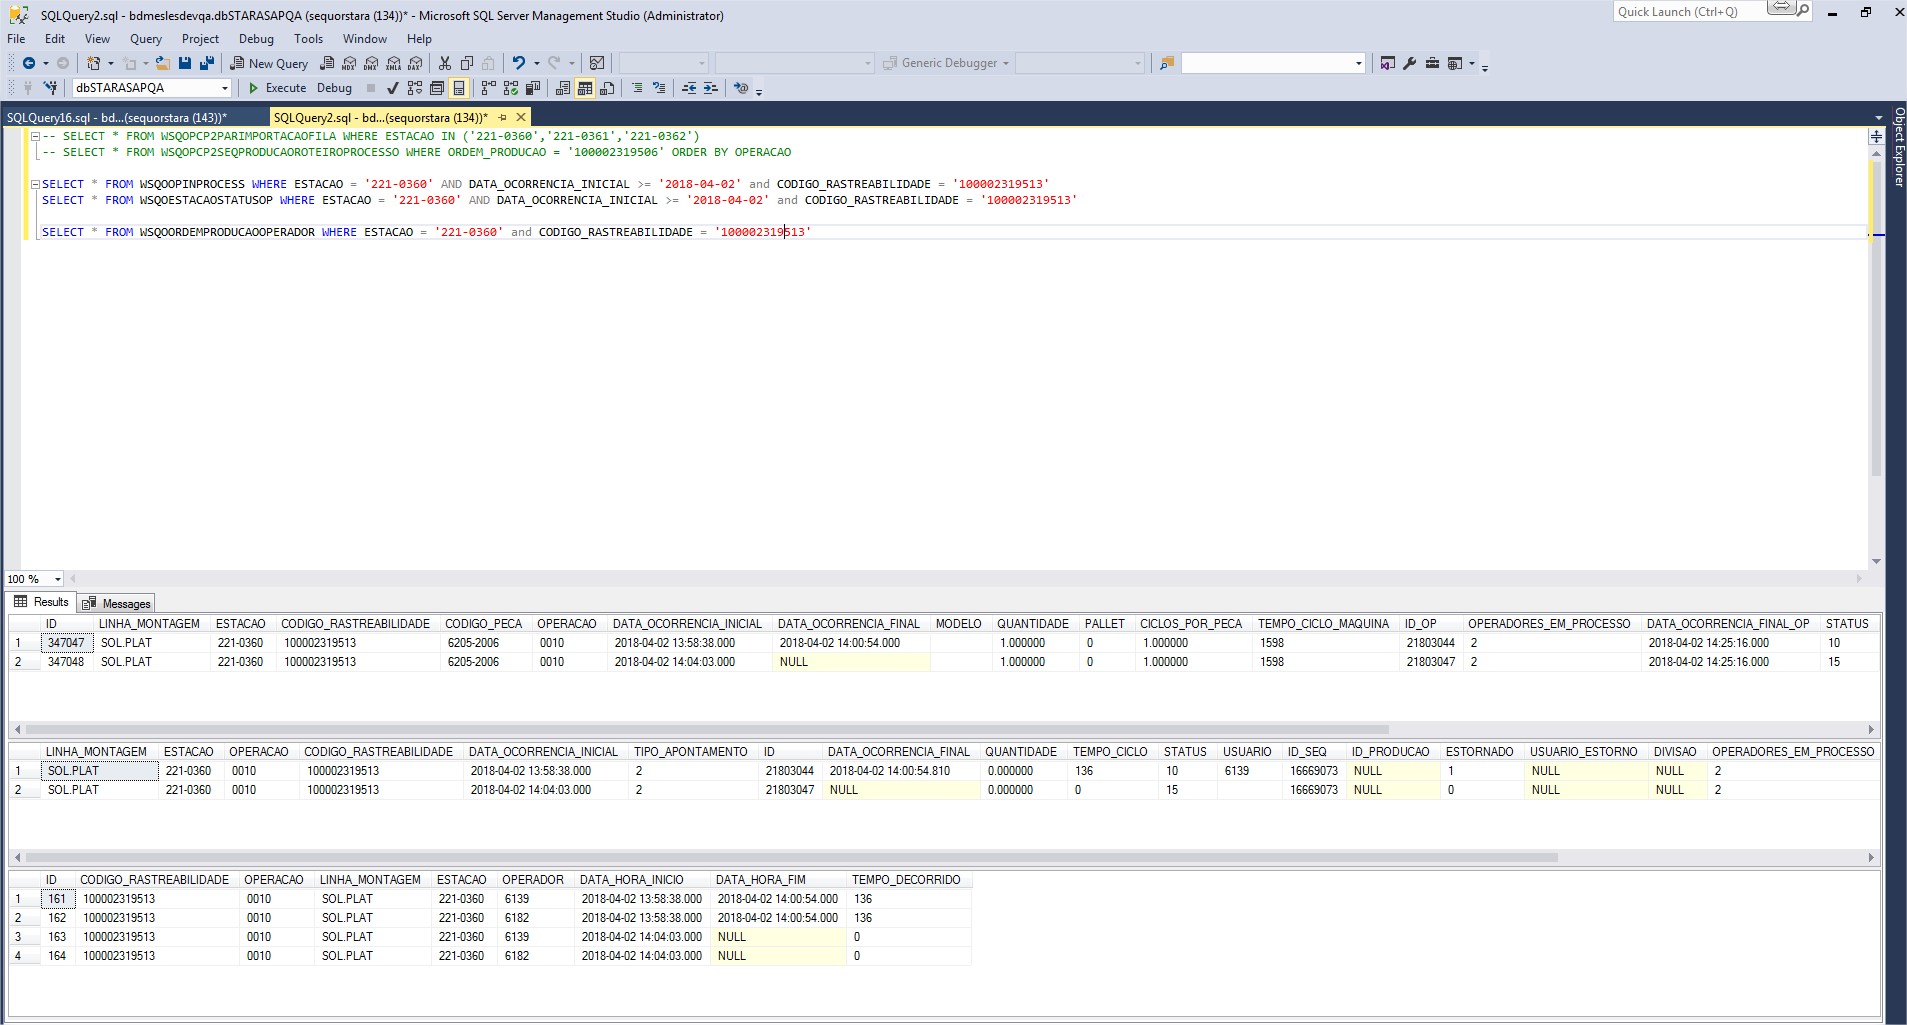 SQLQuery2.sql - bdmeslesdevqa.dbSTARASAPQA (sequorstara (134))* - Microsoft SQL Server Management Studio (Administrator)
Quick Launch (Ctrl+Q)
File Edit View Query Project Debug Tools Window Help
New Query MDX DMX XMLA DAX Generic Debugger
dbSTARASAPQA Execute Debug
SQLQuery16.sql - bd...(sequorstara (143))* SQLQuery2.sql - bd...(sequorstara (134))*
Object Explorer
-- SELECT * FROM WSQOPCP2PARIMPORTACAOFILA WHERE ESTACAO IN ('221-0360','221-0361','221-0362')
-- SELECT * FROM WSQOPCP2SEQPRODUCAOROTEIROPROCESSO WHERE ORDEM_PRODUCAO = '100002319506' ORDER BY OPERACAO
SELECT * FROM WSQOOPINPROCESS WHERE ESTACAO = '221-0360' AND DATA_OCORRENCIA_INICIAL >= '2018-04-02' and CODIGO_RASTREABILIDADE = '100002319513'
SELECT * FROM WSQOESTACAOSTATUSOP WHERE ESTACAO = '221-0360' AND DATA_OCORRENCIA_INICIAL >= '2018-04-02' and CODIGO_RASTREABILIDADE = '100002319513'
SELECT * FROM WSQOORDEMPRODUCAOOPERADOR WHERE ESTACAO = '221-0360' and CODIGO_RASTREABILIDADE = '100002319513'
100 %
Results Messages
ID LINHA_MONTAGEM ESTACAO CODIGO_RASTREABILIDADE CODIGO_PECA OPERACAO DATA_OCORRENCIA_INICIAL DATA_OCORRENCIA_FINAL MODELO QUANTIDADE PALLET CICLOS_POR_PECA TEMPO_CICLO_MAQUINA ID_OP OPERADORES_EM_PROCESSO DATA_OCORRENCIA_FINAL_OP STATUS
1 347047 SOL.PLAT 221-0360 100002319513 6205-2006 0010 2018-04-02 13:58:38.000 2018-04-02 14:00:54.000 1.000000 0 1.000000 1598 21803044 2 2018-04-02 14:25:16.000 10
2 347048 SOL.PLAT 221-0360 100002319513 6205-2006 0010 2018-04-02 14:04:03.000 NULL 1.000000 0 1.000000 1598 21803047 2 2018-04-02 14:25:16.000 15
LINHA_MONTAGEM ESTACAO OPERACAO CODIGO_RASTREABILIDADE DATA_OCORRENCIA_INICIAL TIPO_APONTAMENTO ID DATA_OCORRENCIA_FINAL QUANTIDADE TEMPO_CICLO STATUS USUARIO ID_SEQ ID_PRODUCAO ESTORNADO USUARIO_ESTORNO DIVISAO OPERADORES_EM_PROCESSO
1 SOL.PLAT 221-0360 0010 100002319513 2018-04-02 13:58:38.000 2 21803044 2018-04-02 14:00:54.810 0.000000 136 10 6139 16669073 NULL 1 NULL NULL 2
2 SOL.PLAT 221-0360 0010 100002319513 2018-04-02 14:04:03.000 2 21803047 NULL 0.000000 0 15 16669073 NULL 0 NULL NULL 2
ID CODIGO_RASTREABILIDADE OPERACAO LINHA_MONTAGEM ESTACAO OPERADOR DATA_HORA_INICIO DATA_HORA_FIM TEMPO_DECORRIDO
1 161 100002319513 0010 SOL.PLAT 221-0360 6139 2018-04-02 13:58:38.000 2018-04-02 14:00:54.000 136
2 162 100002319513 0010 SOL.PLAT 221-0360 6182 2018-04-02 13:58:38.000 2018-04-02 14:00:54.000 136
3 163 100002319513 0010 SOL.PLAT 221-0360 6139 2018-04-02 14:04:03.000 NULL 0
4 164 100002319513 0010 SOL.PLAT 221-0360 6182 2018-04-02 14:04:03.000 NULL 0